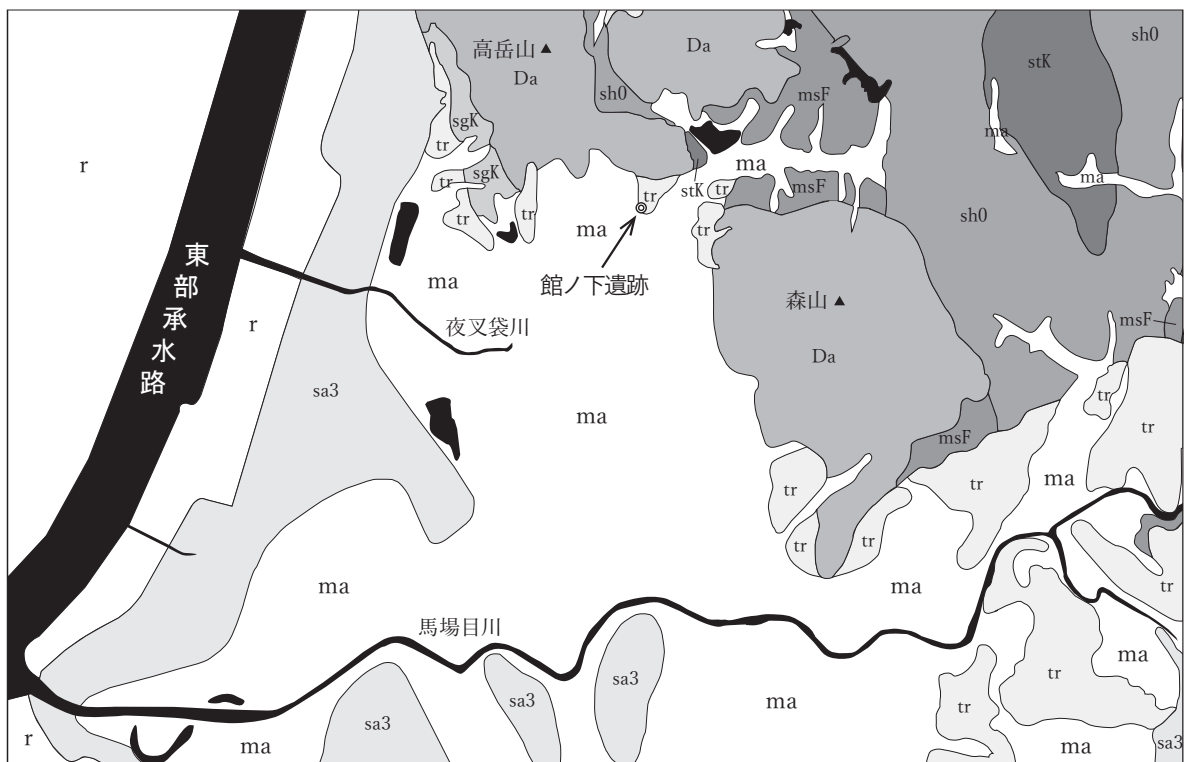 sh0
高岳山
Da
stK
Da
sh0
msF
sgK
ma
r
tr
ma
sgK
tr
ma
stK
tr
msF
tr
tr
tr
sh0
ma
tr
東部承水路
館ノ下遺跡
ma
森山
r
夜叉袋川
msF
Da
sa3
tr
ma
tr
msF
ma
tr
tr
tr
tr
ma
ma
tr
馬場目川
ma
tr
sa3
sa3
ma
tr
sa3
r
ma
ma
sa3